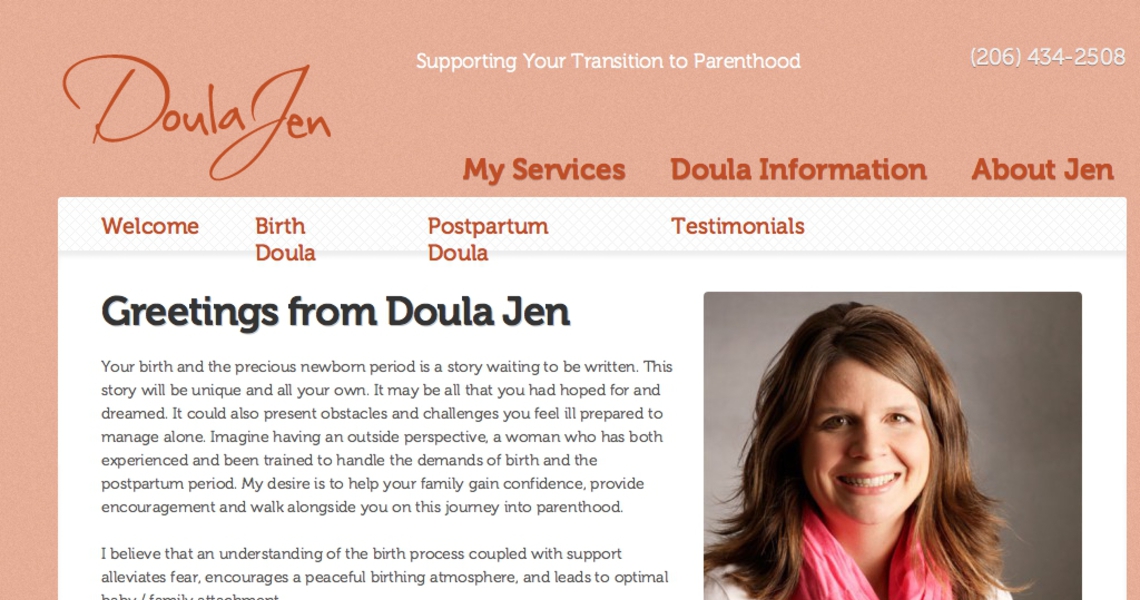 Doula Jen
Supporting Your Transition to Parenthood
(206) 434-2508
My Services Doula Information About Jen
Welcome Birth Doula Postpartum Doula Testimonials
Greetings from Doula Jen
Your birth and the precious newborn period is a story waiting to be written. This
story will be unique and all your own. It may be all that you had hoped for and
dreamed. It could also present obstacles and challenges you feel ill prepared to
manage alone. Imagine having an outside perspective, a woman who has both
experienced and been trained to handle the demands of birth and the
postpartum period. My desire is to help your family gain confidence, provide
encouragement and walk alongside you on this journey into parenthood.
I believe that an understanding of the birth process coupled with support
alleviates fear, encourages a peaceful birthing atmosphere, and leads to optimal
baby / family attachment.